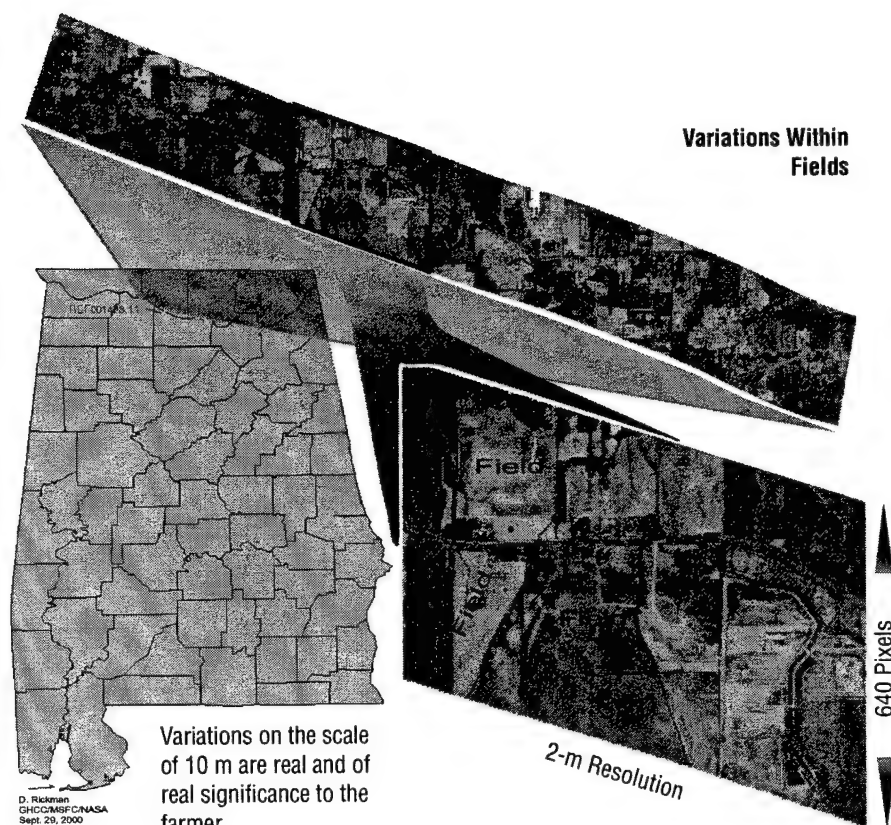 Variations Within
Fields
Field
Field
640 Pixels
2-m Resolution
Variations on the scale
of 10 m are real and of
real significance to the
farmer
D. Rickman
GHCC/MSFC/NASA
Sept. 29, 2000